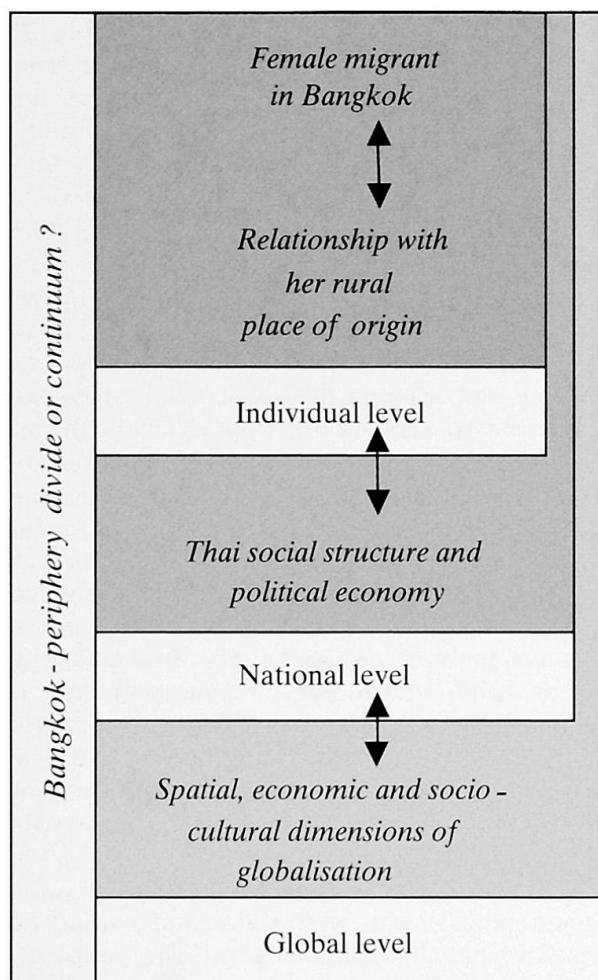 Bangkok - periphery divide or continuum ?
Female migrant
in Bangkok
Relationship with
her rural
place of origin
Individual level
Thai social structure and
political economy
National level
Spatial, economic and socio -
cultural dimensions of
globalisation
Global level